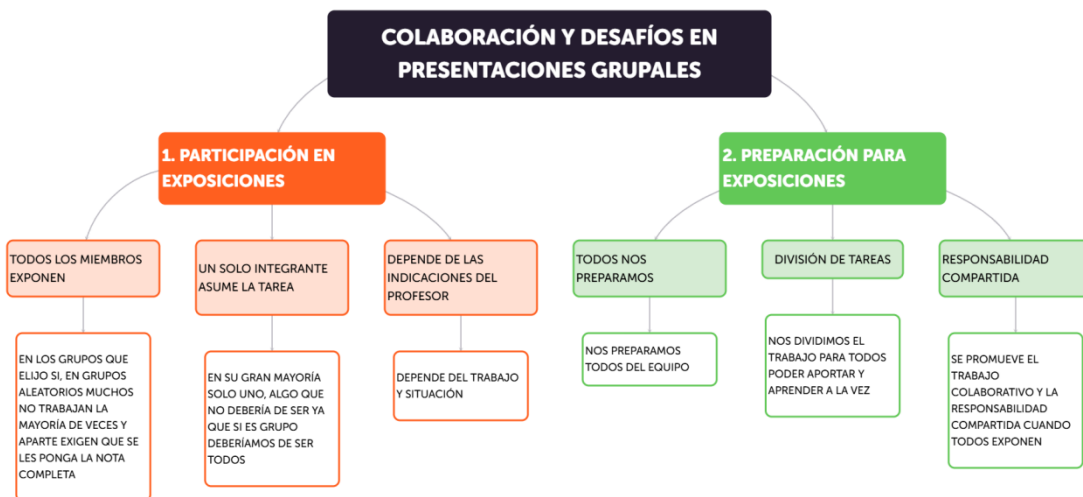 COLABORACIÓN Y DESAFÍOS EN
PRESENTACIONES GRUPALES
1. PARTICIPACIÓN EN
EXPOSICIONES
TODOS LOS MIEMBROS
EXPONEN
EN LOS GRUPOS QUE
ELIJO SI, EN GRUPOS
ALEATORIOS MUCHOS
NO TRABAJAN LA
MAYORÍA DE VECES Y
APARTE EXIGEN QUE SE
LES PONGA LA NOTA
COMPLETA
UN SOLO INTEGRANTE
ASUME LA TAREA
EN SU GRAN MAYORÍA
SOLO UNO, ALGO QUE
NO DEBERÍA DE SER YA
QUE SI ES GRUPO
DEBERÍAMOS DE SER
TODOS
DEPENDE DE LAS
INDICACIONES DEL
PROFESOR
DEPENDE DEL TRABAJO
Y SITUACIÓN
2. PREPARACIÓN PARA
EXPOSICIONES
TODOS NOS
PREPARAMOS
NOS PREPARAMOS
TODOS DEL EQUIPO
DIVISIÓN DE TAREAS
NOS DIVIDIMOS EL
TRABAJO PARA TODOS
PODER APORTAR Y
APRENDER A LA VEZ
RESPONSABILIDAD
COMPARTIDA
SE PROMUEVE EL
TRABAJO
COLABORATIVO Y LA
RESPONSABILIDAD
COMPARTIDA CUANDO
TODOS EXPONEN